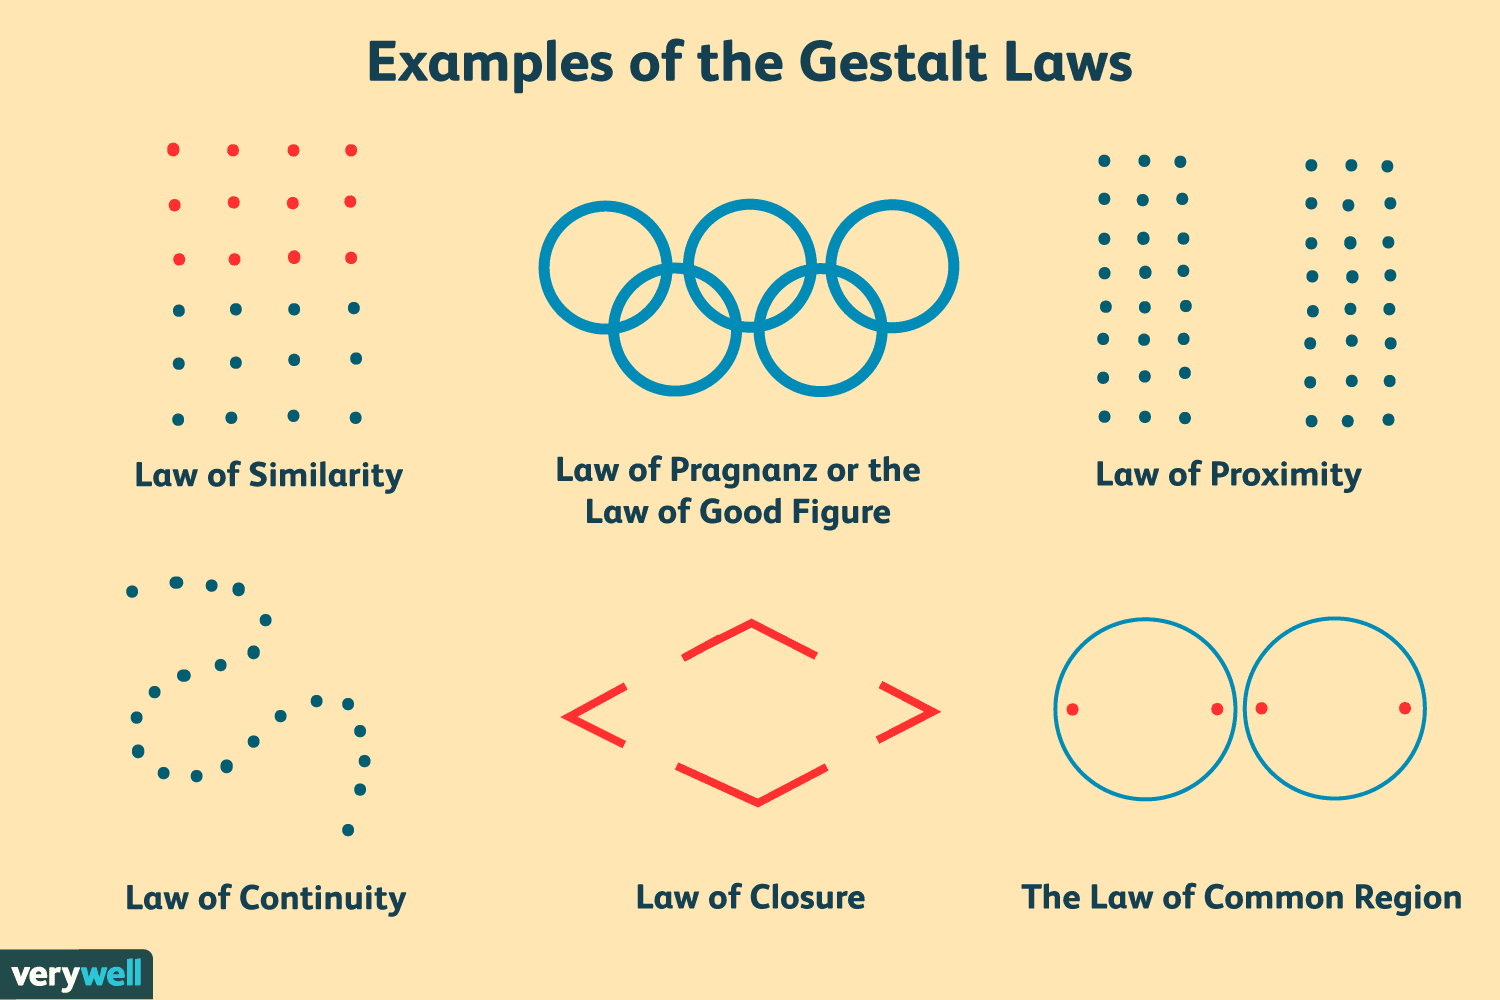 Examples of the Gestalt Laws
Law of Similarity
Law of Pragnanz or the
Law of Good Figure
Law of Proximity
Law of Continuity
Law of Closure
The Law of Common Region
verywell